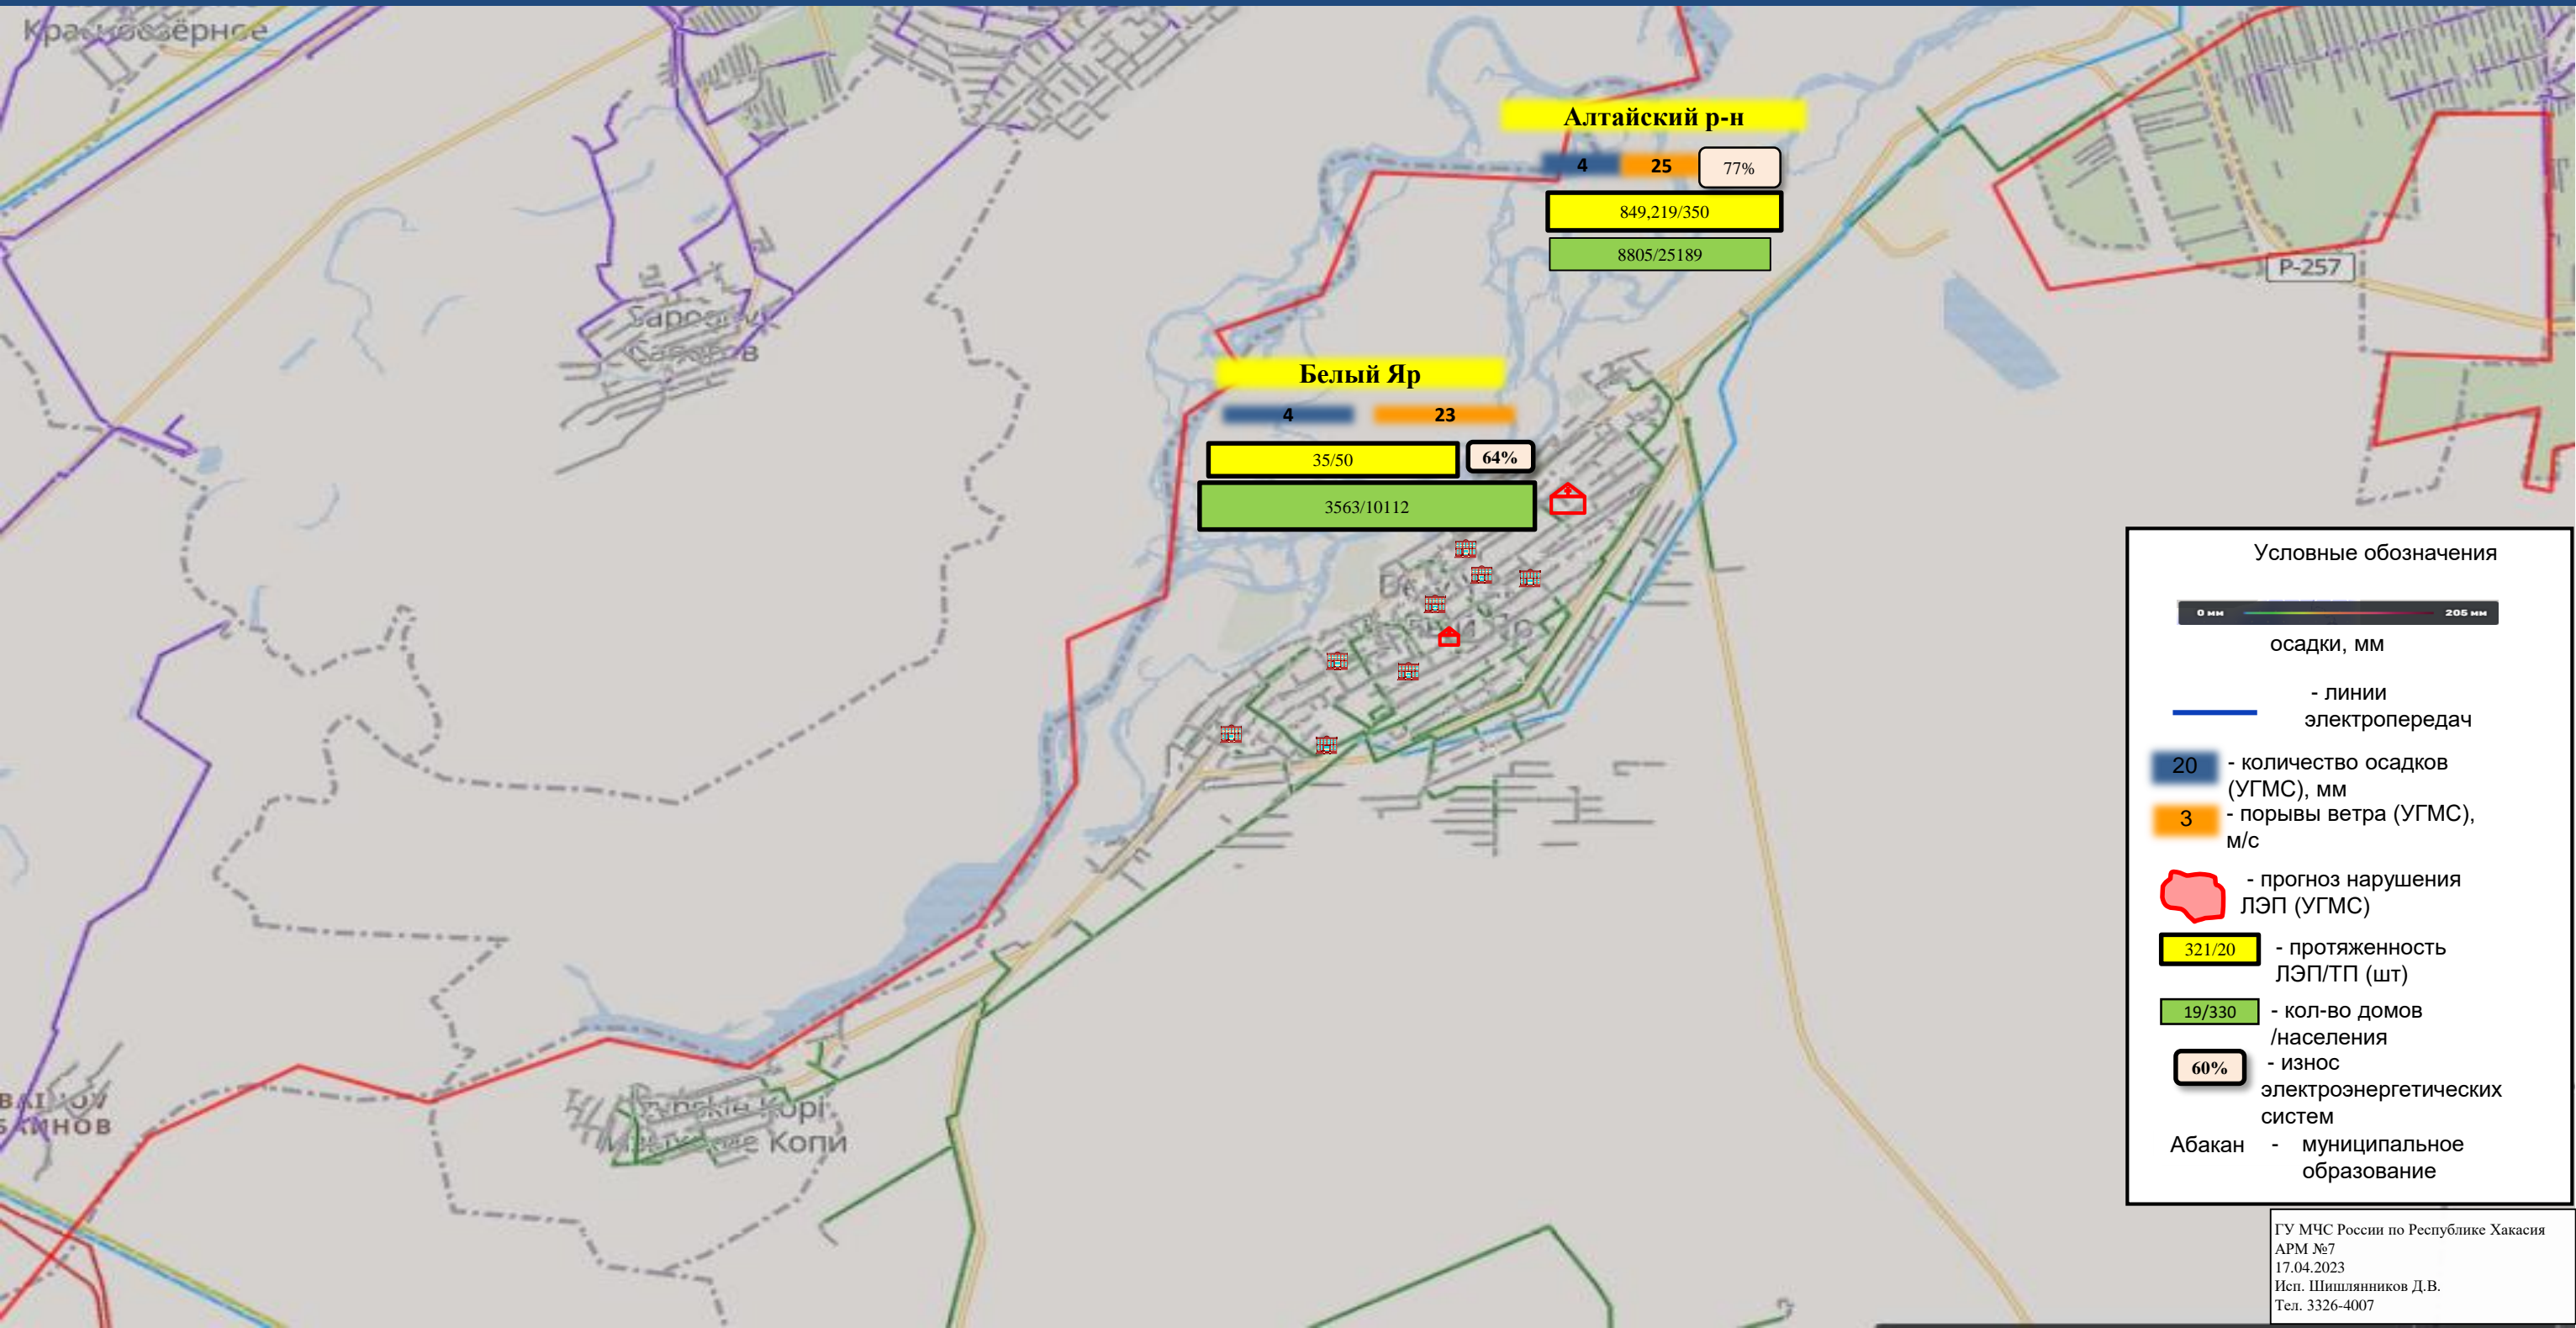 Красноозёрное
Алтайский р-н
4 25 77%
849,219/350
8805/25189
Р-257
Сапогов
Белый Яр
4 23
35/50 64%
3563/10112
Копи
Условные обозначения
0 мм 205 мм
осадки, мм
- линии
электропередач
20 - количество осадков
(УГМС), мм
3 - порывы ветра (УГМС),
м/с
- прогноз нарушения
ЛЭП (УГМС)
321/20 - протяженность
ЛЭП/ТП (шт)
19/330 - кол-во домов
/населения
60% - износ
электроэнергетических
систем
Абакан - муниципальное
образование
ГУ МЧС России по Республике Хакасия
АРМ №7
17.04.2023
Исп. Шишлянников Д.В.
Тел. 3326-4007